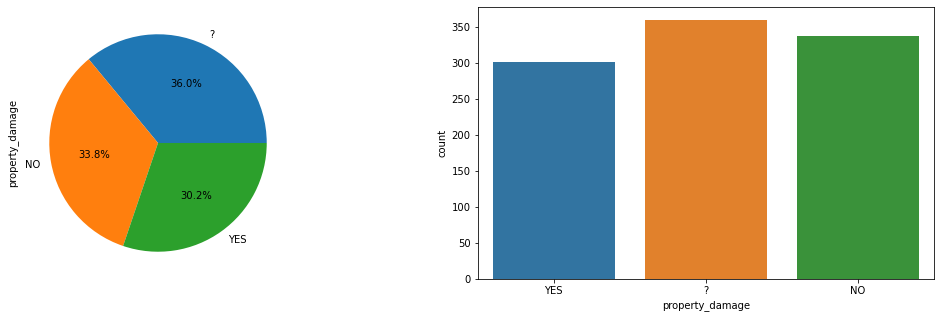 ?
36.0%
property_damage
33.8%
NO
30.2%
YES
350
300
250
200
150
100
50
0
count
YES ? NO
property_damage